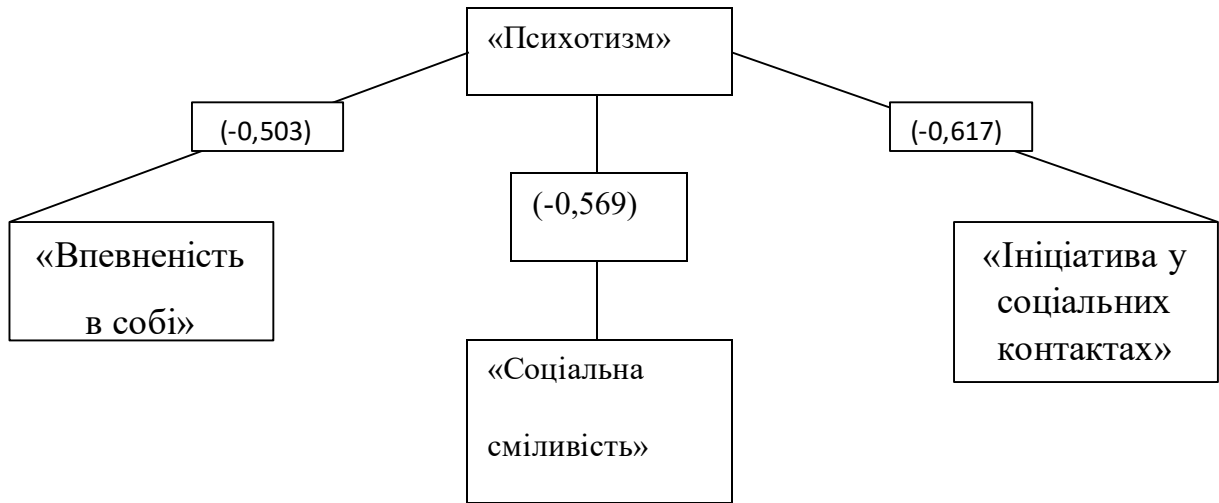 «Психотизм»
(-0,503)
(-0,617)
(-0,569)
«Впевненість
в собі»
«Ініціатива у
соціальних
контактах»
«Соціальна
сміливість»